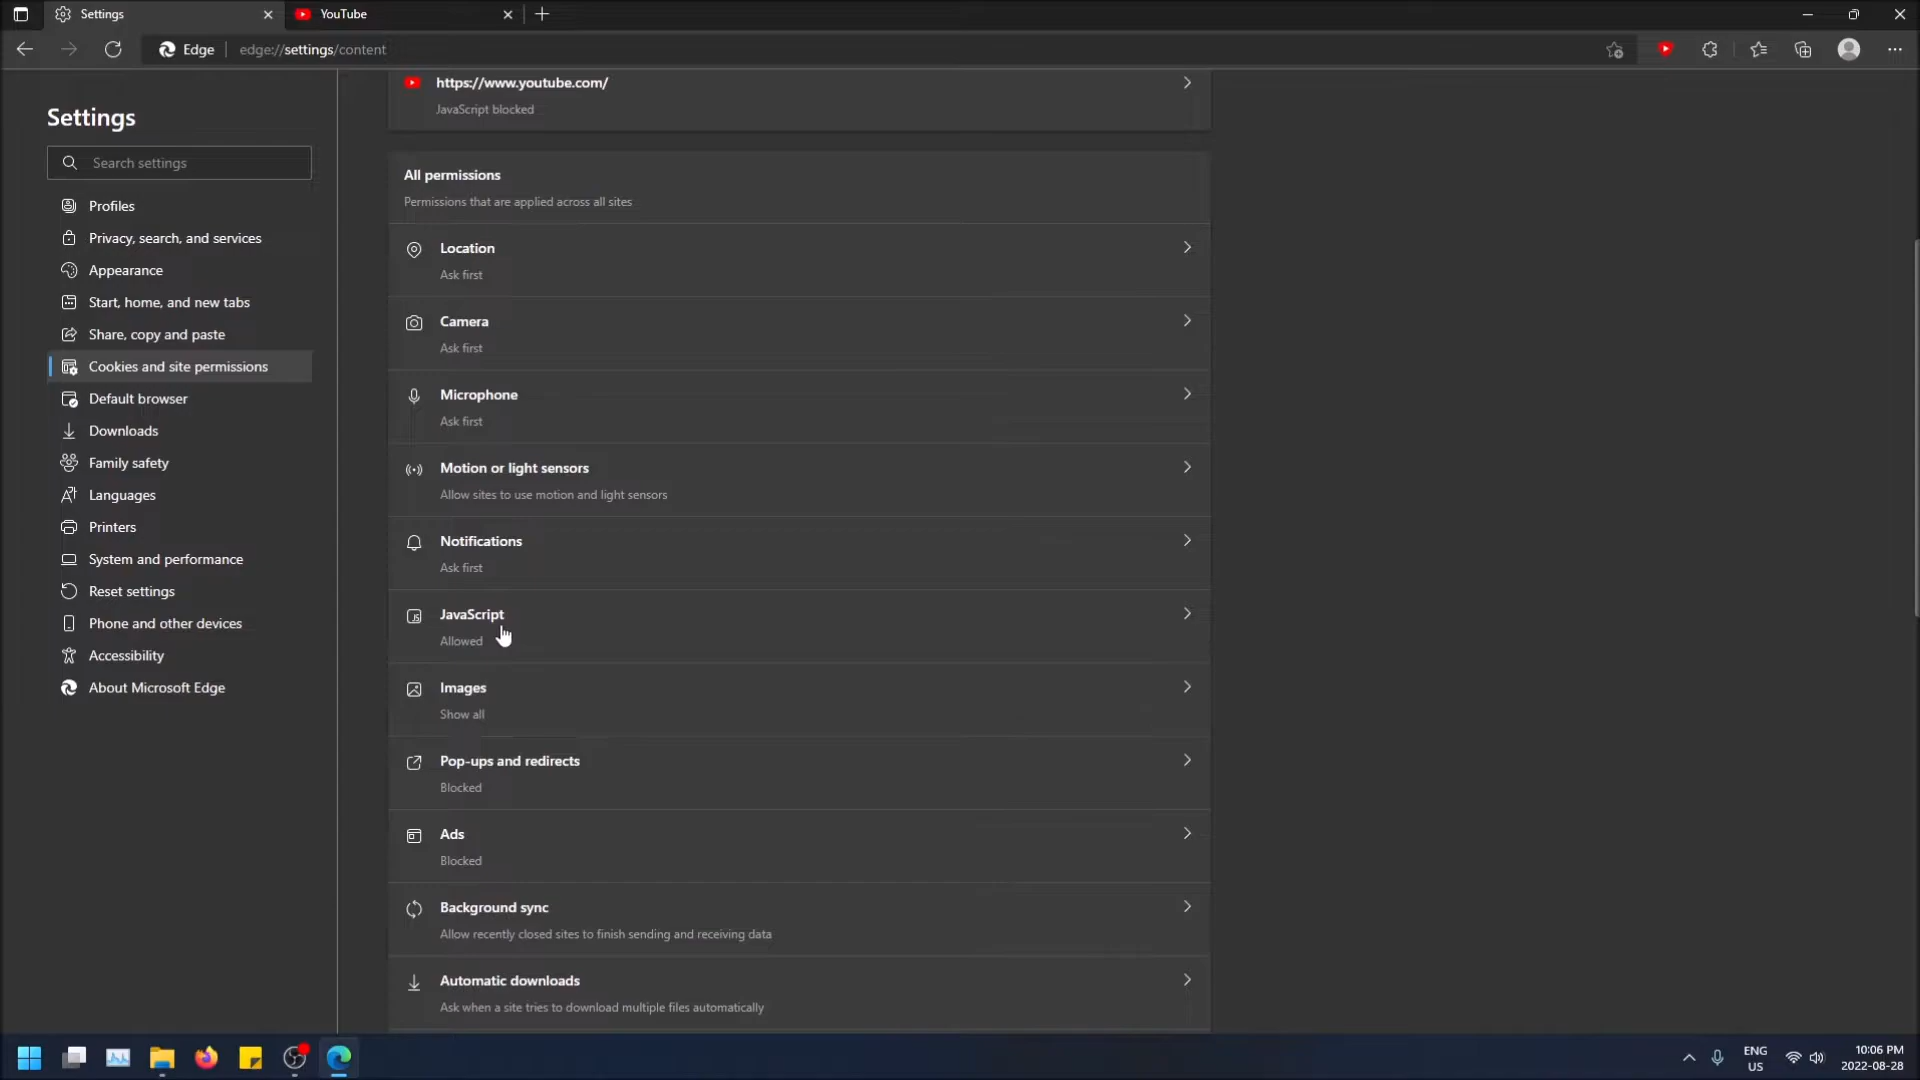 Settings
YouTube
Edge
edge://settings/content
https://www.youtube.com/
JavaScript blocked
Settings
Search settings
Profiles
Privacy, search, and services
Appearance
Start, home, and new tabs
Share, copy and paste
Cookies and site permissions
Default browser
Downloads
Family safety
Languages
Printers
System and performance
Reset settings
Phone and other devices
Accessibility
About Microsoft Edge
All permissions
Permissions that are applied across all sites
Location
Ask first
Camera
Ask first
Microphone
Ask first
Motion or light sensors
Allow sites to use motion and light sensors
Notifications
Ask first
JavaScript
Allowed
Images
Show all
Pop-ups and redirects
Blocked
Ads
Blocked
Background sync
Allow recently closed sites to finish sending and receiving data
Automatic downloads
Ask when a site tries to download multiple files automatically
ENG
US
10:06 PM
2022-08-28